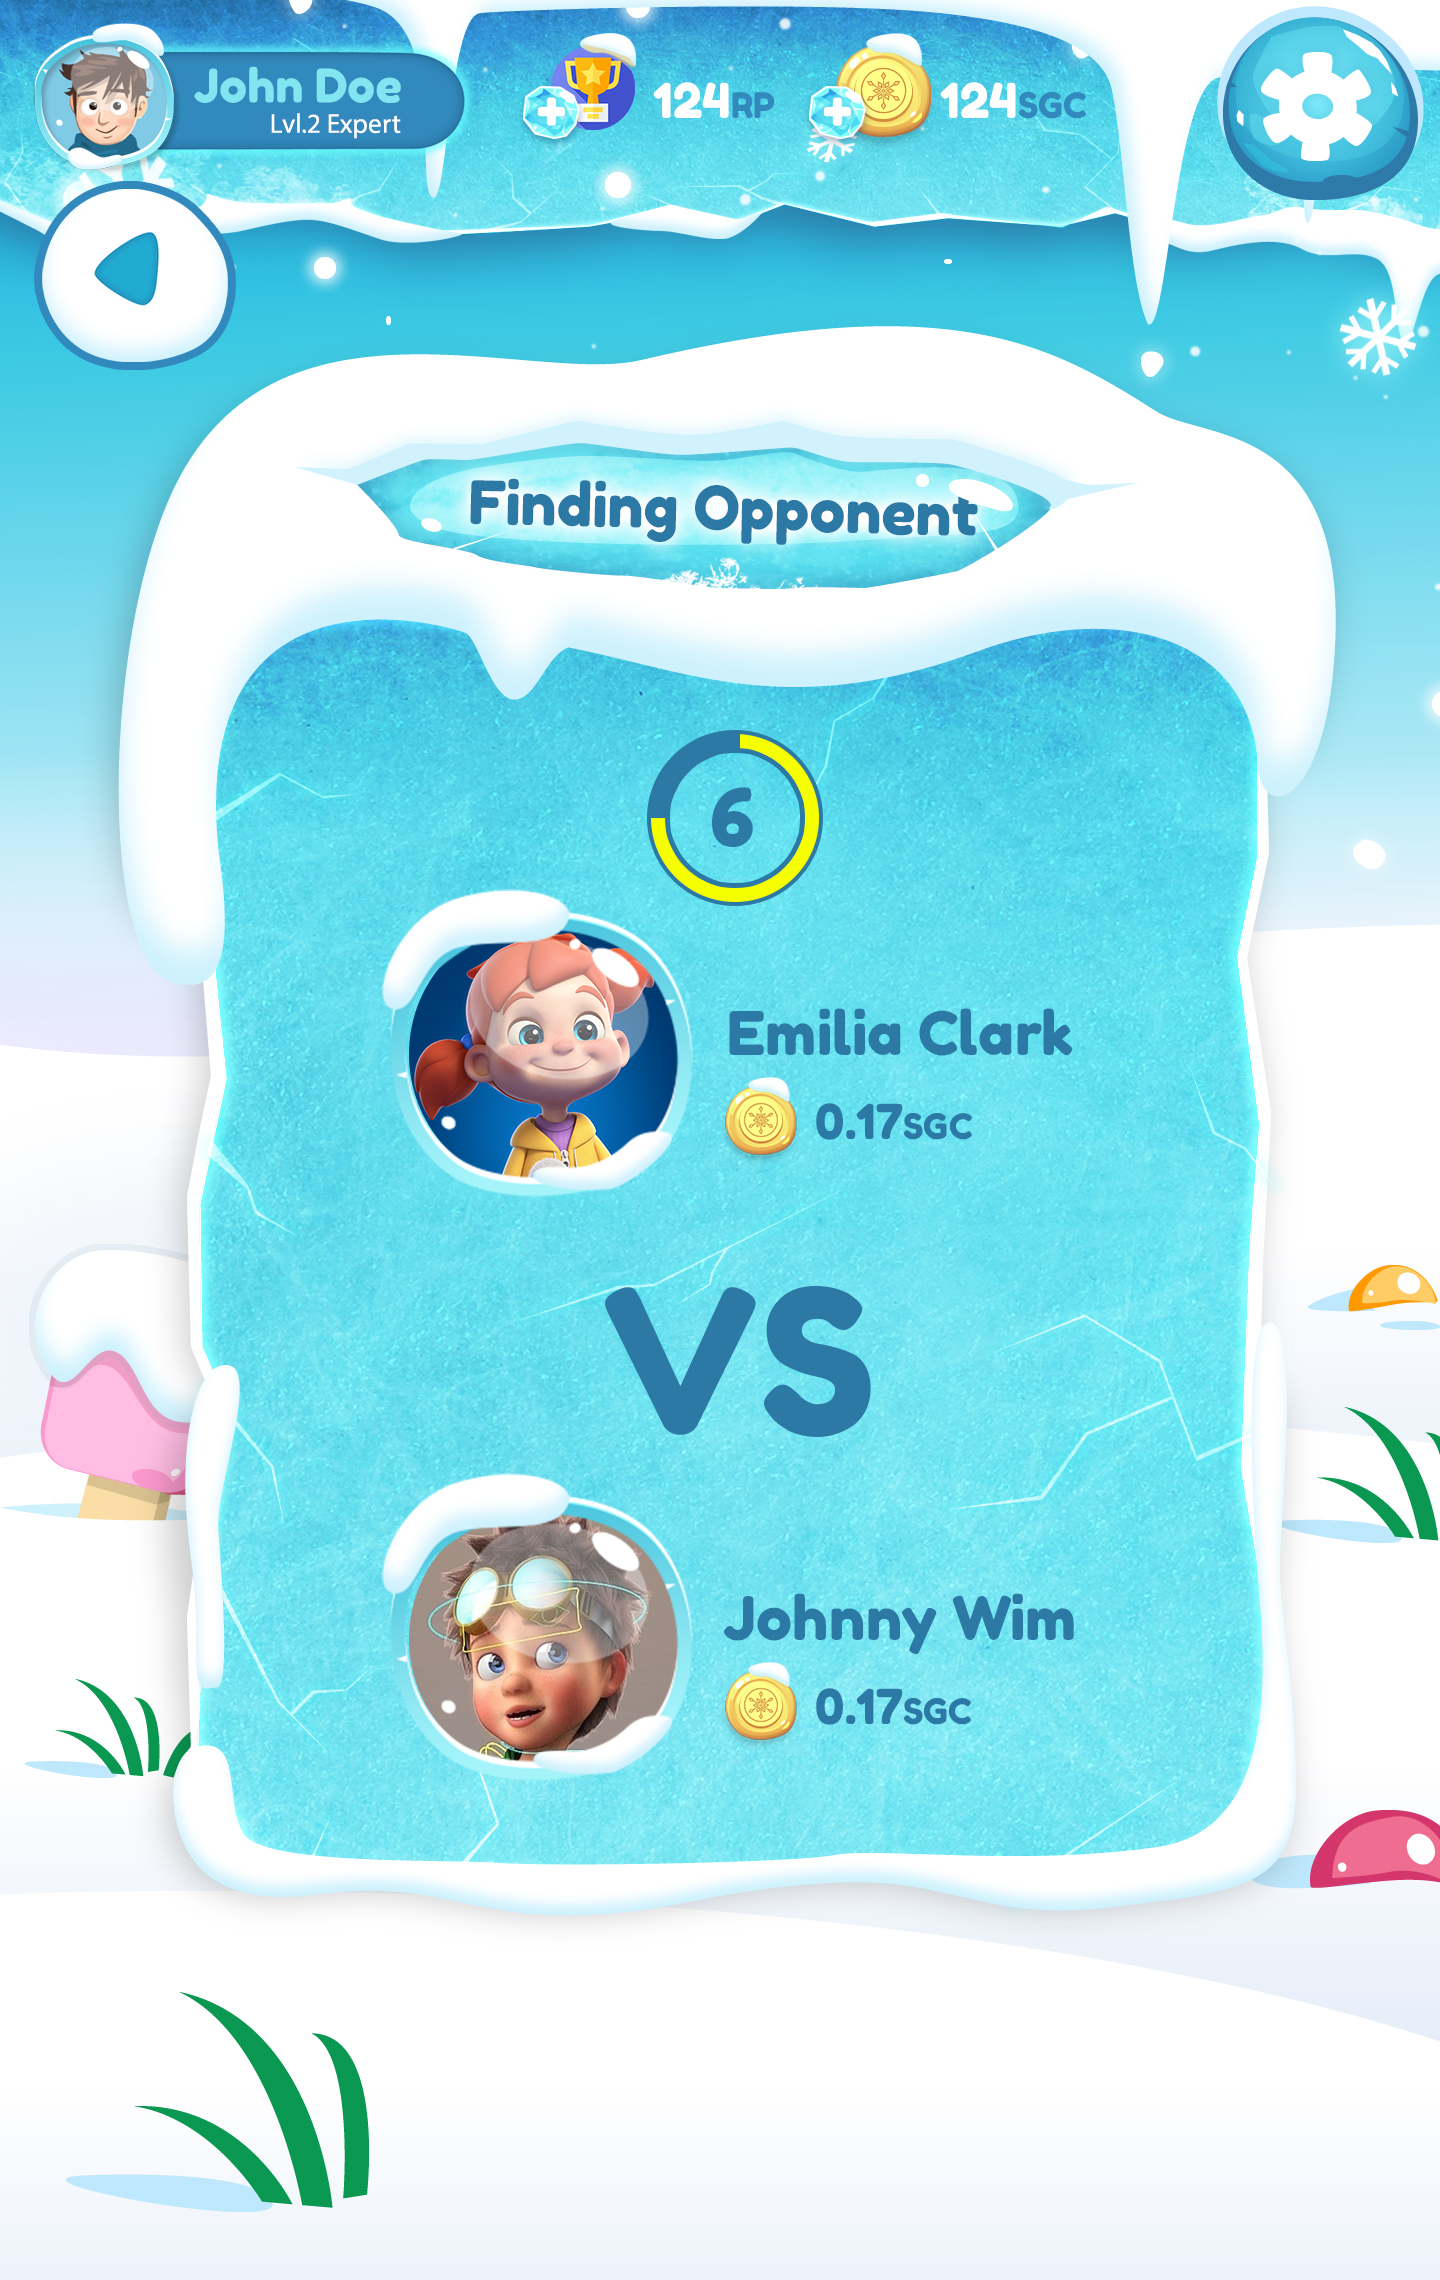 John Doe
Lvl.2 Expert
124RP
124SGC
Finding Opponent
6
Emilia Clark
0.17SGC
VS
Johnny Wim
0.17SGC